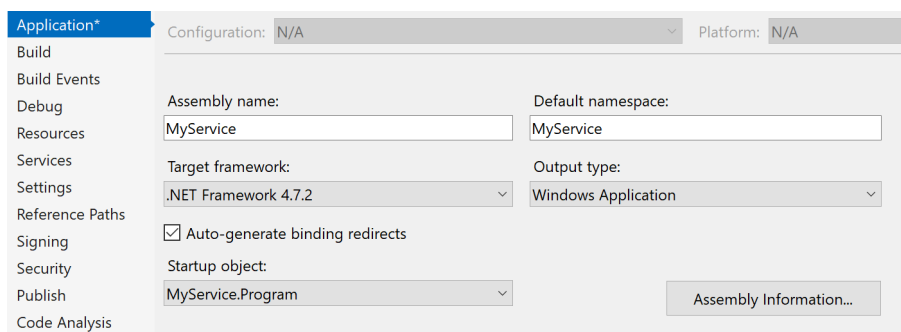 Application*
Build
Build Events
Debug
Resources
Services
Settings
Reference Paths
Signing
Security
Publish
Code Analysis
Configuration: N/A Platform: N/A
Assembly name: Default namespace:
MyService MyService
Target framework: Output type:
.NET Framework 4.7.2 Windows Application
Auto-generate binding redirects
Startup object:
MyService.Program Assembly Information...